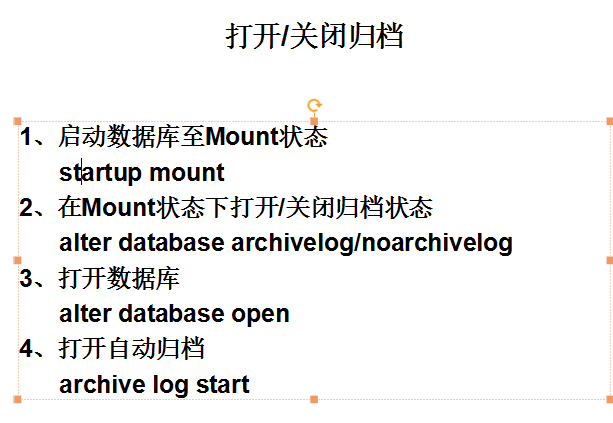 打开/关闭归档
1、启动数据库至Mount状态
startup mount
2、在Mount状态下打开/关闭归档状态
alter database archivelog/noarchivelog
3、打开数据库
alter database open
4、打开自动归档
archive log start